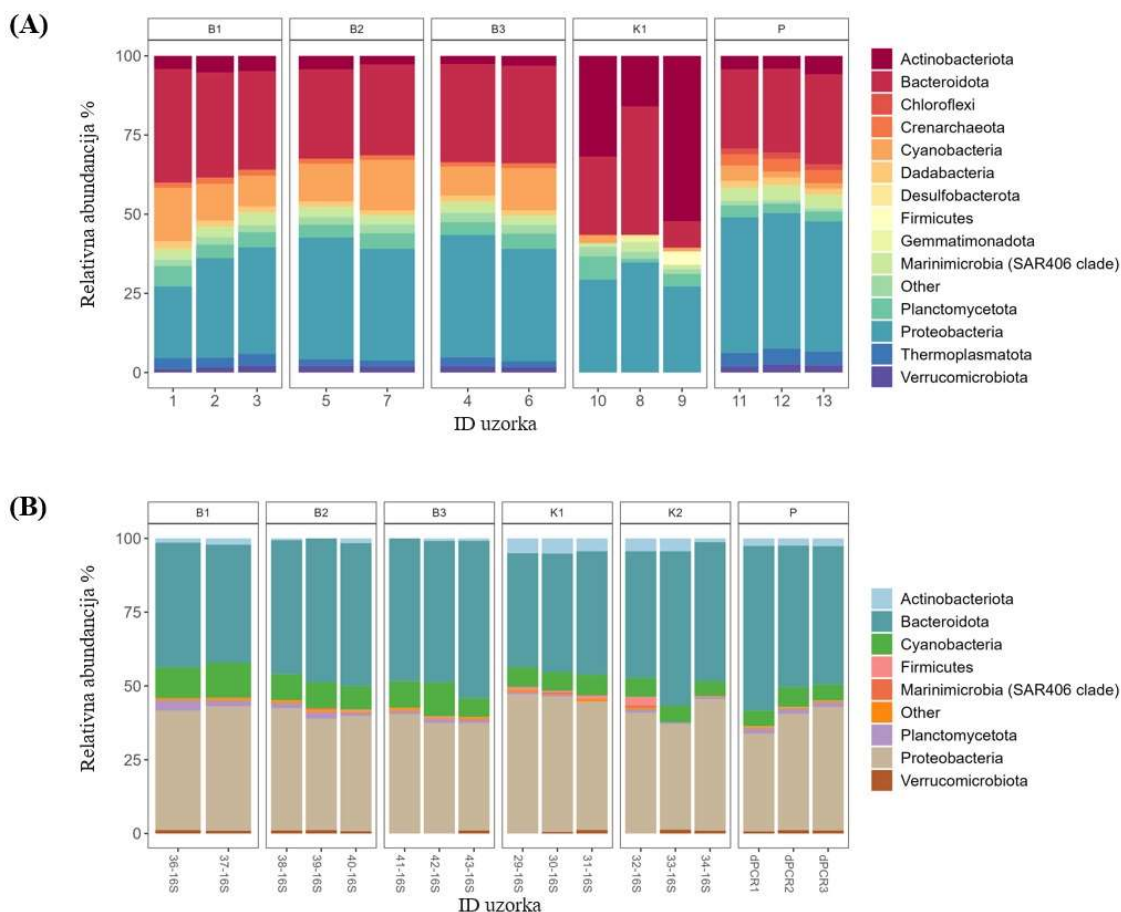 (A)
B1 B2 B3 K1 P
Relativna abundancija %
100
75
50
25
0
1 2 3 5 7 4 6 10 8 9 11 12 13
ID uzorka
Actinobacteriota
Bacteroidota
Chloroflexi
Crenarchaeota
Cyanobacteria
Dadabacteria
Desulfobacterota
Firmicutes
Gemmatimonadota
Marinimicrobia (SAR406 clade)
Other
Planctomycetota
Proteobacteria
Thermoplasmatota
Verrucomicrobiota
(B)
B1 B2 B3 K1 K2 P
Relativna abundancija %
100
75
50
25
0
36-16S 37-16S 38-16S 39-16S 40-16S 41-16S 42-16S 43-16S 29-16S 30-16S 31-16S 32-16S 33-16S 34-16S dPCR1 dPCR2 dPCR3
ID uzorka
Actinobacteriota
Bacteroidota
Cyanobacteria
Firmicutes
Marinimicrobia (SAR406 clade)
Other
Planctomycetota
Proteobacteria
Verrucomicrobiota